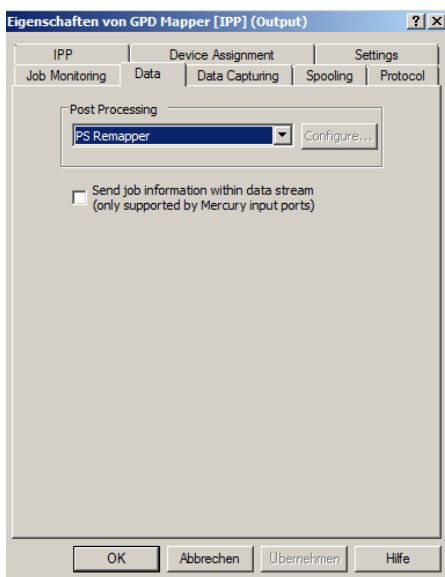 Eigenschaften von GPD Mapper [IPP] (Output)
IPP Device Assignment Settings
Job Monitoring Data Data Capturing Spooling Protocol
Post Processing
PS Remapper Configure...
Send job information within data stream
(only supported by Mercury input ports)
OK Abbrechen Übernehmen Hilfe